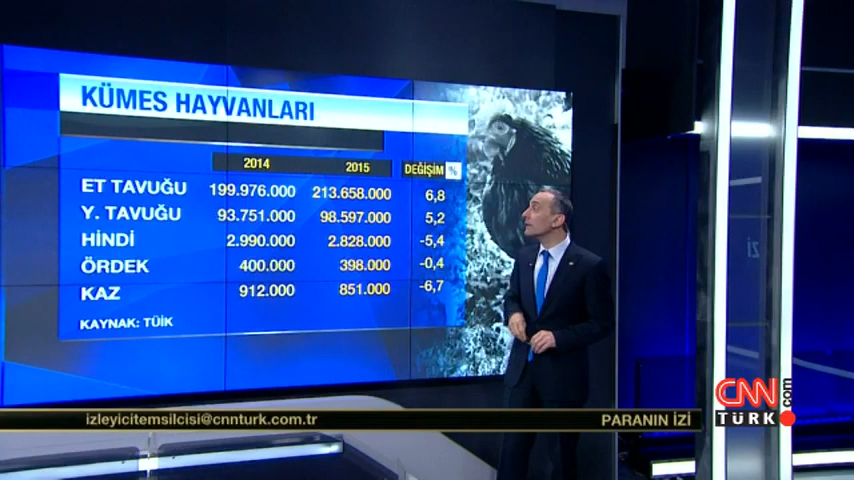 KÜMES HAYVANLARI
2014 2015 DEĞİŞİM %
ET TAVUĞU 199.976.000 213.658.000 6,8
Y. TAVUĞU 93.751.000 98.597.000 5,2
HİNDİ 2.990.000 2.828.000 -5,4
ÖRDEK 400.000 398.000 -0,4
KAZ 912.000 851.000 -6,7
KAYNAK: TÜİK
İZİ
izleyicitemsilcisi@cnnturk.com.tr PARANIN İZİ
CNN
TÜRK
.com